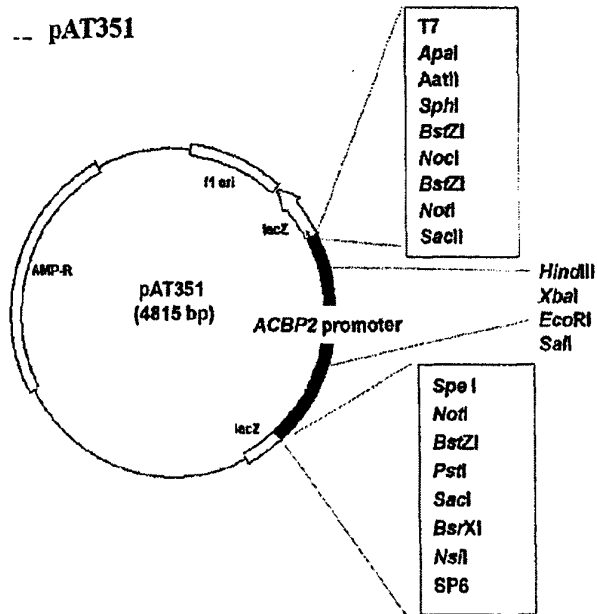 -- pAT351
T7
ApaI
AatII
SphI
BstZI
NocI
BstZI
NotI
SacII
f1 ori
lacZ
AMP-R
pAT351
(4815 bp)
ACBP2 promoter
HindIII
XbaI
EcoRI
SalI
lacZ
Spe I
NotI
BstZI
PstI
SacI
BsrXI
NsiI
SP6